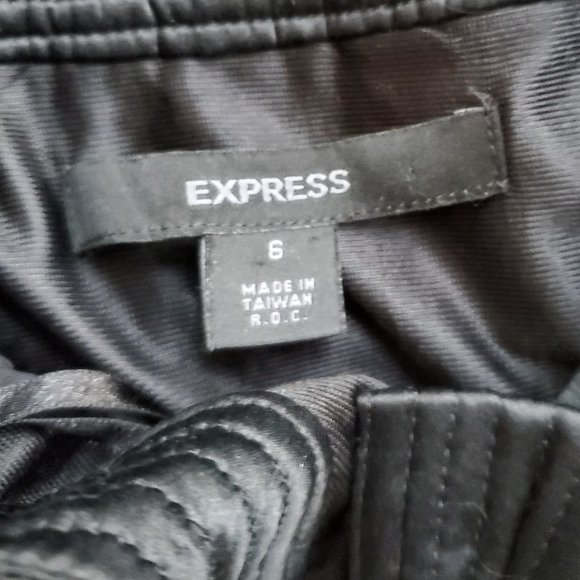 EXPRESS
6
MADE IN
TAIWAN
R.O.C.